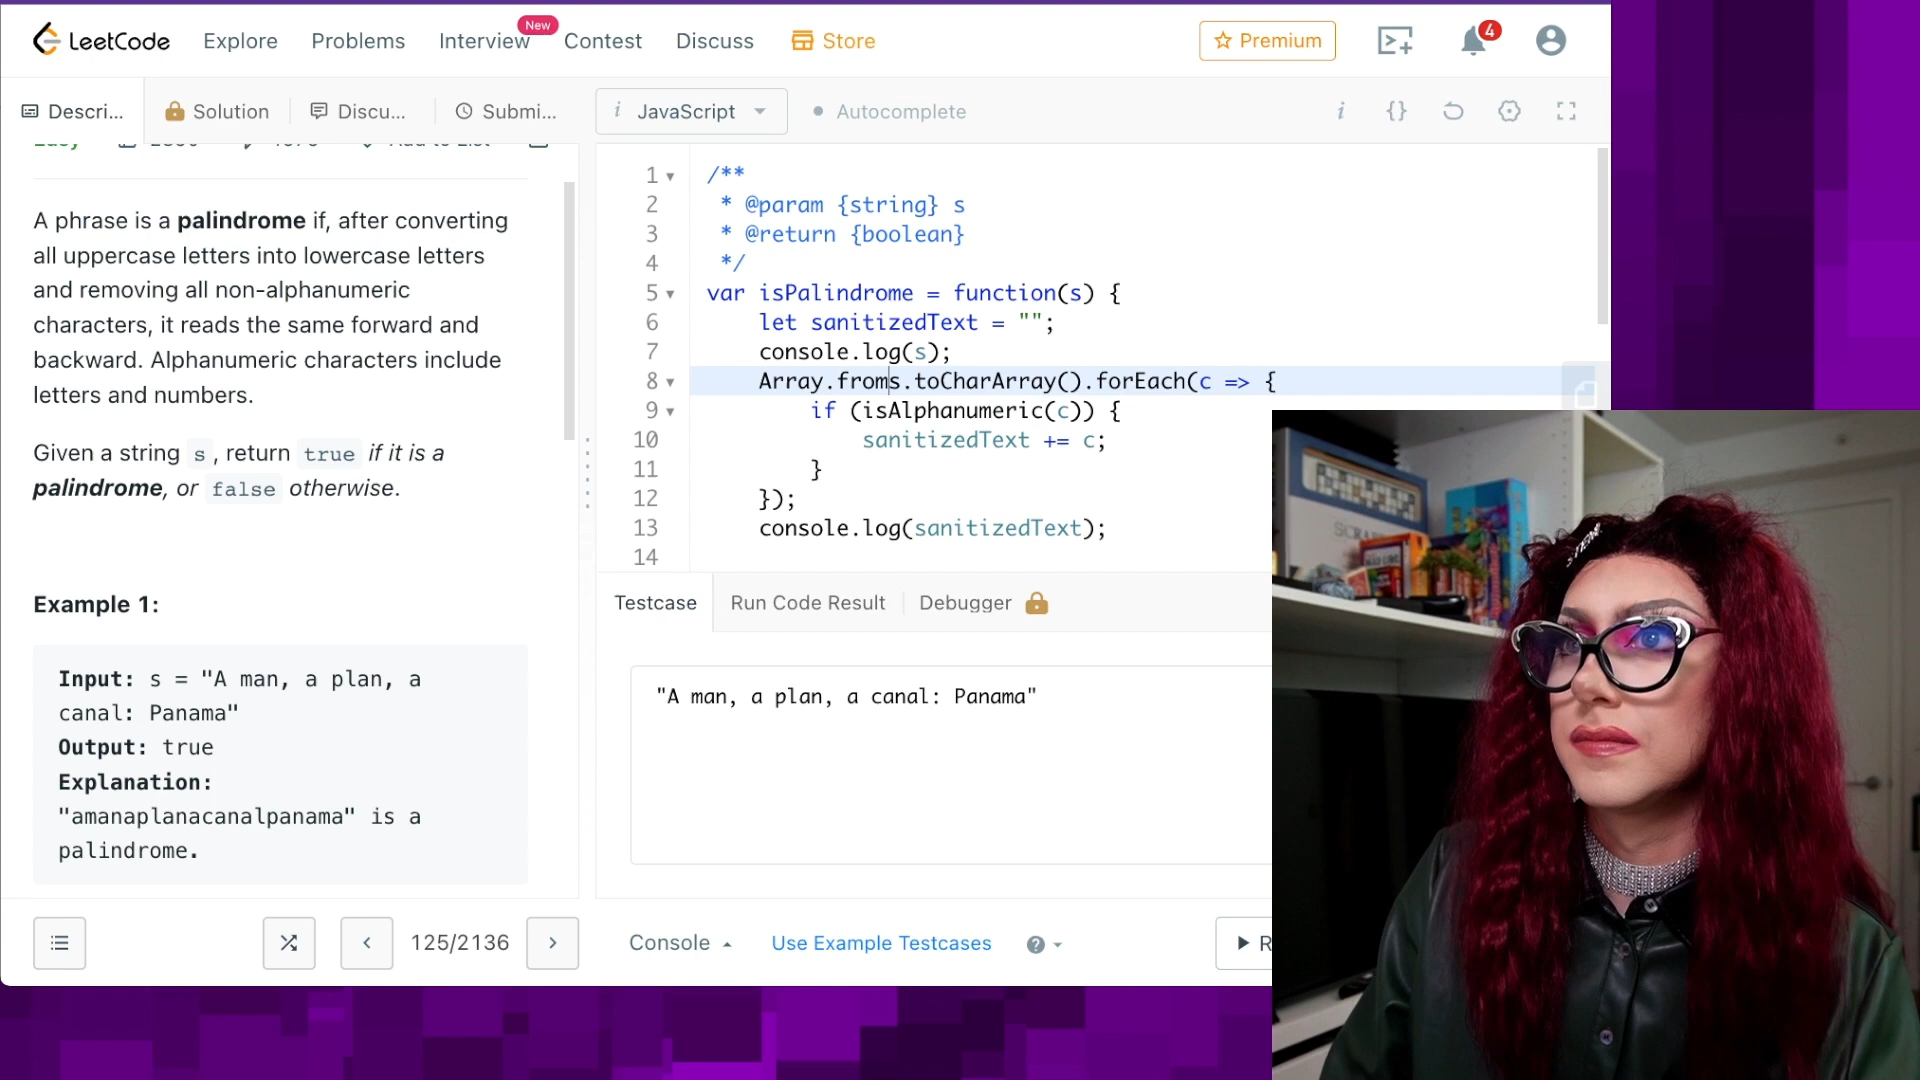 LeetCode Explore Problems Interview New Contest Discuss Store Premium 4
Descri... Solution Discu... Submi... i JavaScript Autocomplete i {}
Easy Add to List
A phrase is a palindrome if, after converting
all uppercase letters into lowercase letters
and removing all non-alphanumeric
characters, it reads the same forward and
backward. Alphanumeric characters include
letters and numbers.
Given a string s, return true if it is a
palindrome, or false otherwise.
Example 1:
Input: s = "A man, a plan, a
canal: Panama"
Output: true
Explanation:
"amanaplanacanalpanama" is a
palindrome.
125/2136
1 /**
2 * @param {string} s
3 * @return {boolean}
4 */
5 var isPalindrome = function(s) {
6 let sanitizedText = "";
7 console.log(s);
8 Array.froms.toCharArray().forEach(c => {
9 if (isAlphanumeric(c)) {
10 sanitizedText += c;
11 }
12 });
13 console.log(sanitizedText);
14
Testcase Run Code Result Debugger
"A man, a plan, a canal: Panama"
Console Use Example Testcases ? R